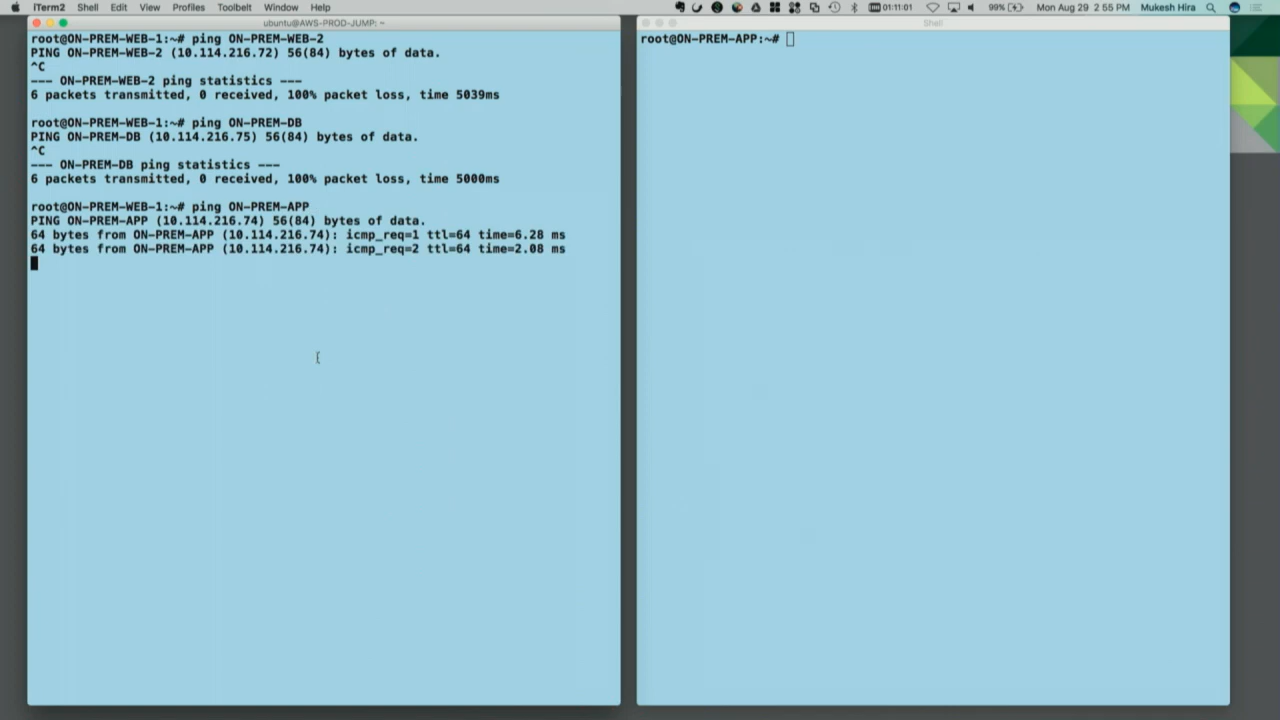 iTerm2 Shell Edit View Profiles Toolbelt Window Help 01:11:01 99% Mon Aug 29 2:55 PM Mukesh Hira
ubuntu@AWS-PROD-JUMP: ~
root@ON-PREM-WEB-1:~# ping ON-PREM-WEB-2
PING ON-PREM-WEB-2 (10.114.216.72) 56(84) bytes of data.
^C
--- ON-PREM-WEB-2 ping statistics ---
6 packets transmitted, 0 received, 100% packet loss, time 5039ms
root@ON-PREM-WEB-1:~# ping ON-PREM-DB
PING ON-PREM-DB (10.114.216.75) 56(84) bytes of data.
^C
--- ON-PREM-DB ping statistics ---
6 packets transmitted, 0 received, 100% packet loss, time 5000ms
root@ON-PREM-WEB-1:~# ping ON-PREM-APP
PING ON-PREM-APP (10.114.216.74) 56(84) bytes of data.
64 bytes from ON-PREM-APP (10.114.216.74): icmp_req=1 ttl=64 time=6.28 ms
64 bytes from ON-PREM-APP (10.114.216.74): icmp_req=2 ttl=64 time=2.08 ms
Shell
root@ON-PREM-APP:~#